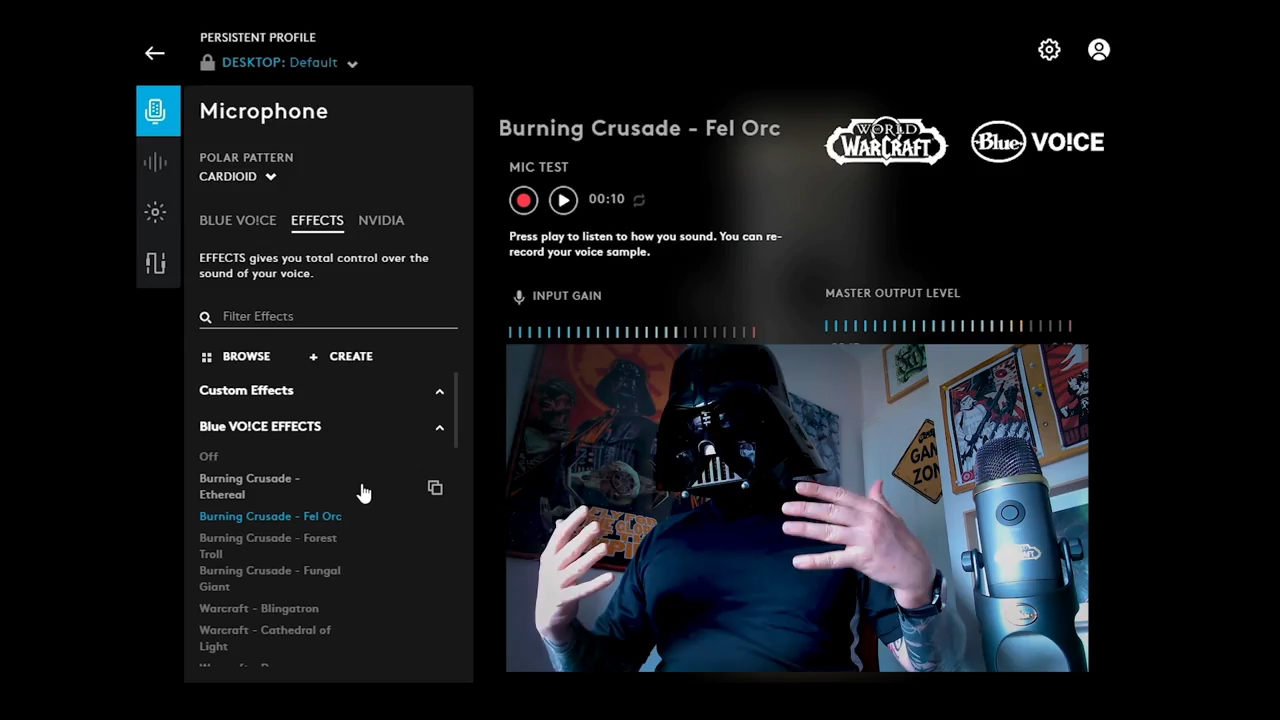 PERSISTENT PROFILE
DESKTOP: Default
Microphone
POLAR PATTERN
CARDIOID
BLUE VO!CE EFFECTS NVIDIA
EFFECTS gives you total control over the
sound of your voice.
Filter Effects
BROWSE + CREATE
Custom Effects
Blue VO!CE EFFECTS
Off
Burning Crusade -
Ethereal
Burning Crusade - Fel Orc
Burning Crusade - Forest
Troll
Burning Crusade - Fungal
Giant
Warcraft - Blingatron
Warcraft - Cathedral of
Light
Burning Crusade - Fel Orc
WORLD
WARCRAFT
Blue VO!CE
MIC TEST
00:10
Press play to listen to how you sound. You can re-
record your voice sample.
INPUT GAIN
MASTER OUTPUT LEVEL
GAM
ZON
WARCRAFT
Blue